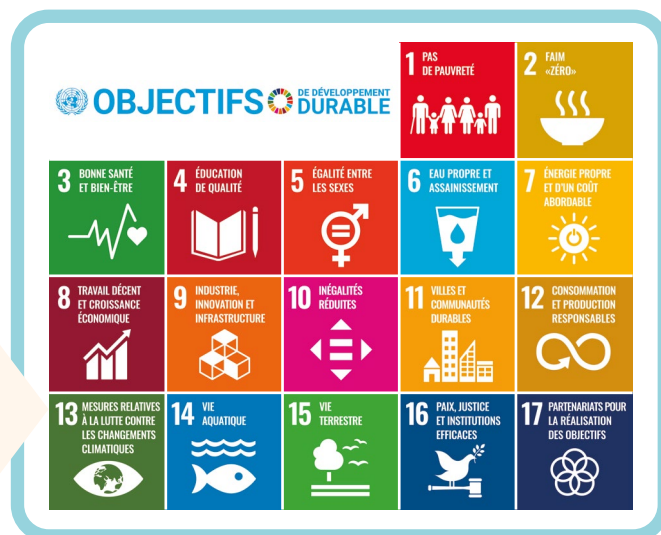 OBJECTIFS DE DÉVELOPPEMENT
DURABLE
1 PAS
DE PAUVRETÉ
2 FAIM
«ZÉRO»
3 BONNE SANTÉ
ET BIEN-ÊTRE
4 ÉDUCATION
DE QUALITÉ
5 ÉGALITÉ ENTRE
LES SEXES
6 EAU PROPRE ET
ASSAINISSEMENT
7 ÉNERGIE PROPRE
ET D'UN COÛT
ABORDABLE
8 TRAVAIL DÉCENT
ET CROISSANCE
ÉCONOMIQUE
9 INDUSTRIE,
INNOVATION ET
INFRASTRUCTURE
10 INÉGALITÉS
RÉDUITES
11 VILLES ET
COMMUNAUTÉS
DURABLES
12 CONSOMMATION
ET PRODUCTION
RESPONSABLES
13 MESURES RELATIVES
À LA LUTTE CONTRE
LES CHANGEMENTS
CLIMATIQUES
14 VIE
AQUATIQUE
15 VIE
TERRESTRE
16 PAIX, JUSTICE
ET INSTITUTIONS
EFFICACES
17 PARTENARIATS POUR
LA RÉALISATION
DES OBJECTIFS